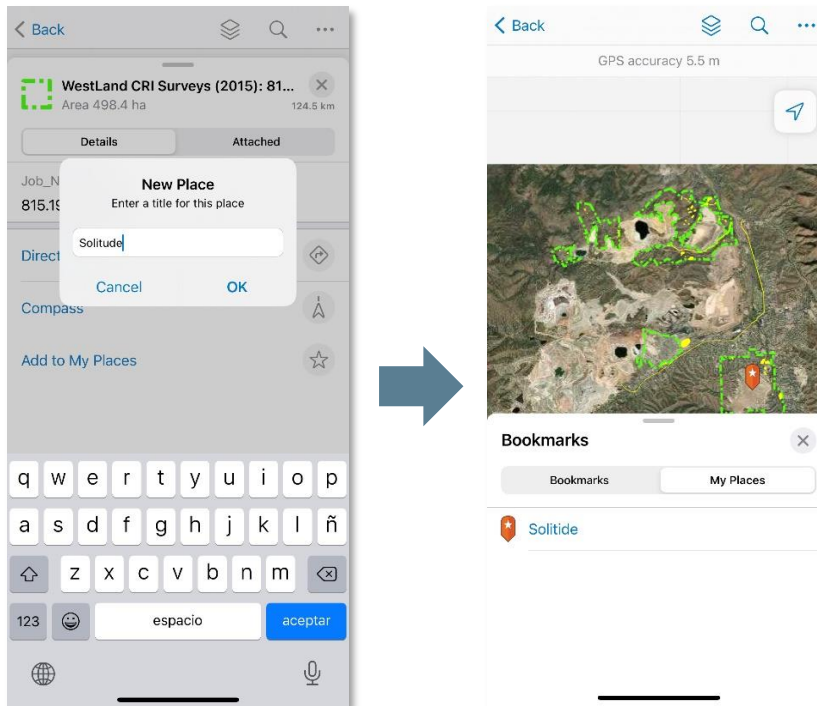 Back
WestLand CRI Surveys (2015): 81...
Area 498.4 ha
124.5 km
Details Attached
Job_N
815.19
New Place
Enter a title for this place
Solitude
Cancel OK
Direct
Compass
Add to My Places
q w e r t y u i o p
a s d f g h j k l ñ
z x c v b n m
123 espacio aceptar
Back
GPS accuracy 5.5 m
Bookmarks
Bookmarks My Places
Solitide